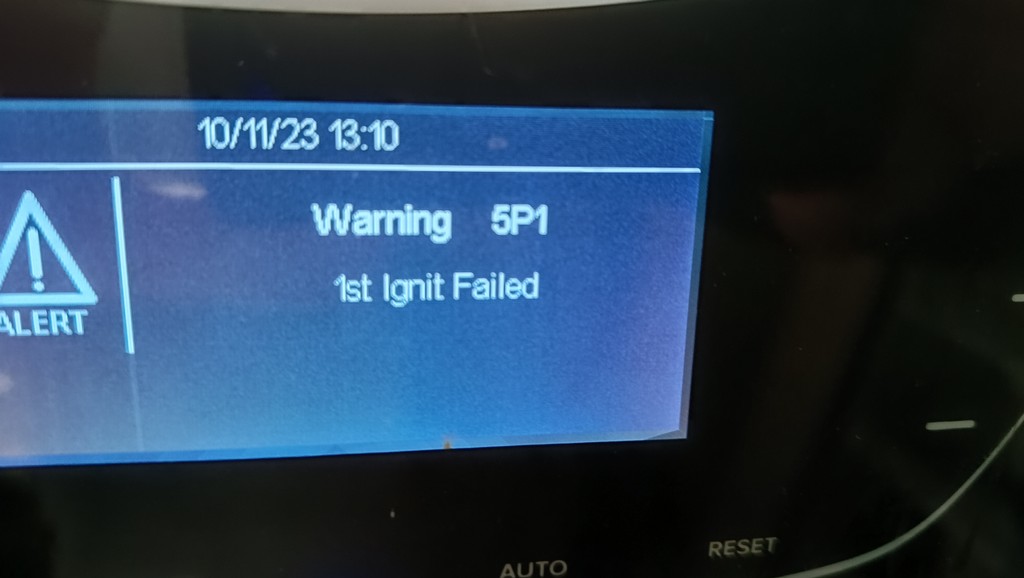 10/11/23 13:10
Warning 5P1
1st Ignit Failed
ALERT
RESET
AUTO